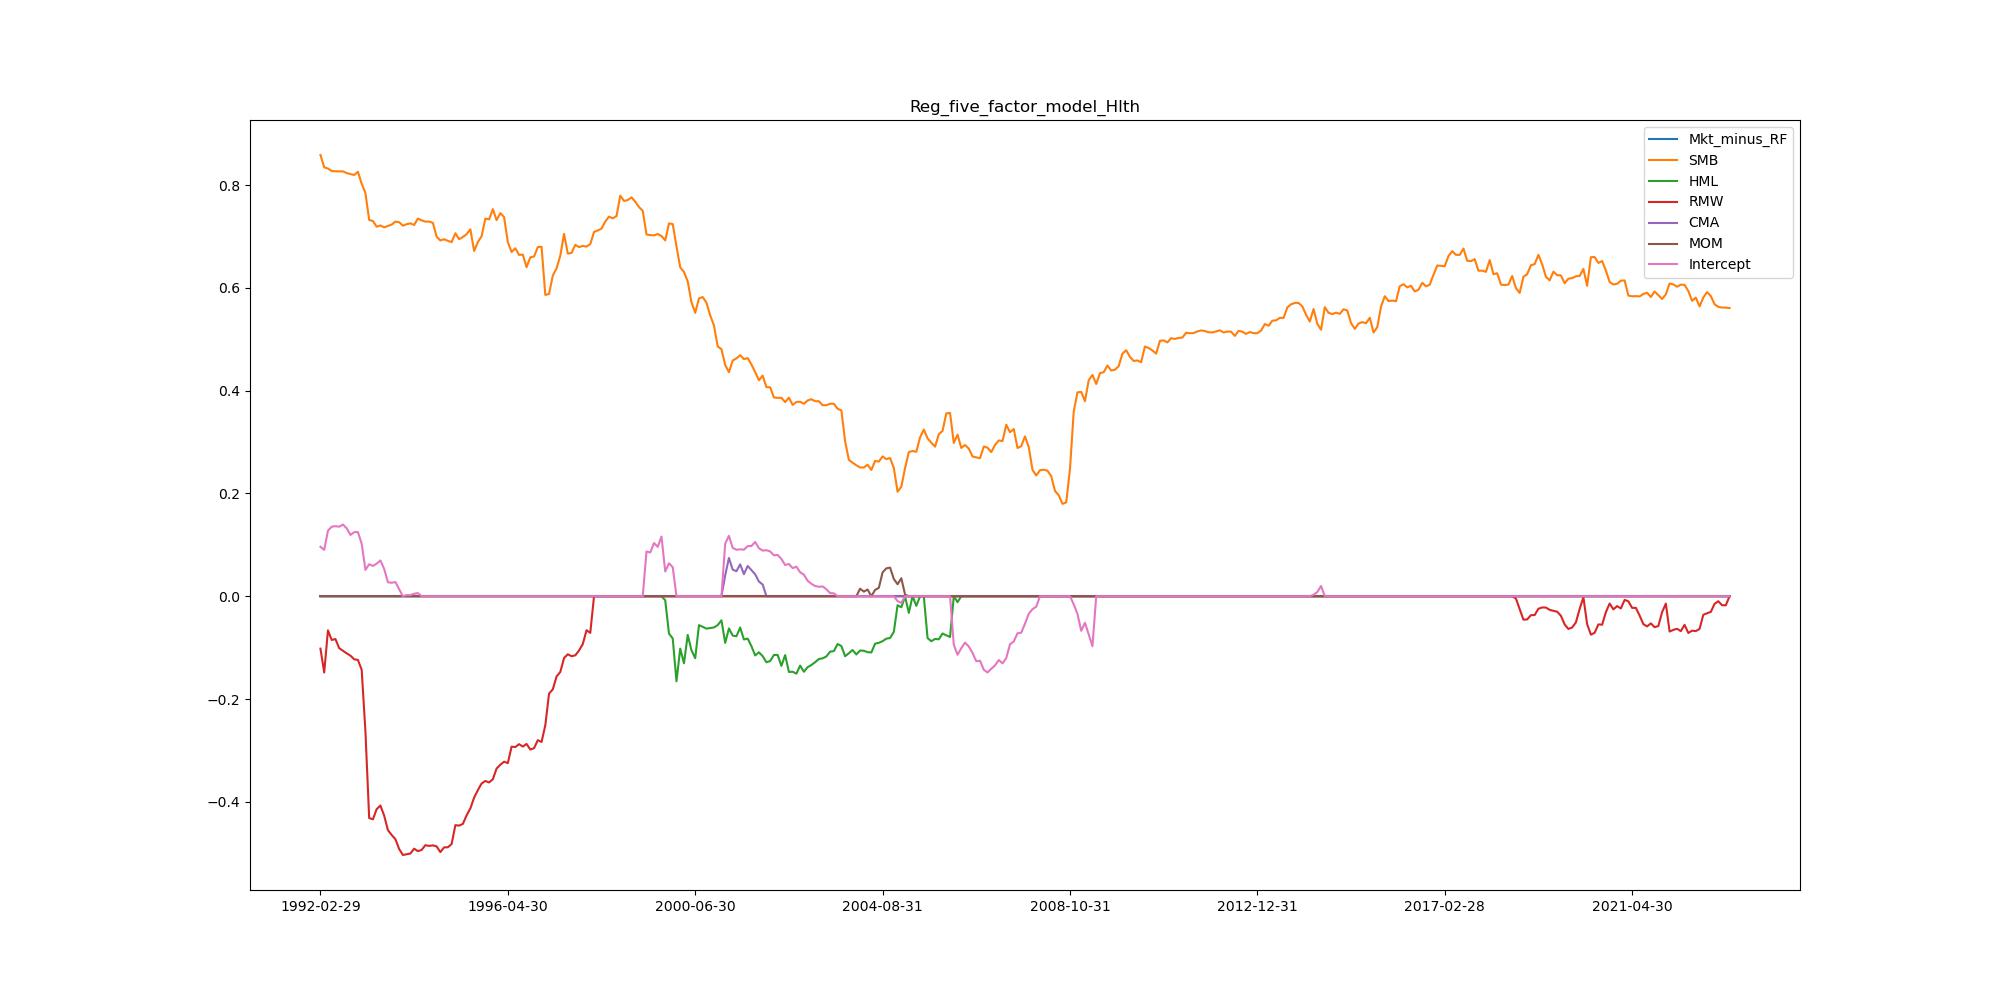 Reg_five_factor_model_Hlth
Mkt_minus_RF
SMB
HML
RMW
CMA
MOM
Intercept
0.8
0.6
0.4
0.2
0.0
−0.2
−0.4
1992-02-29 1996-04-30 2000-06-30 2004-08-31 2008-10-31 2012-12-31 2017-02-28 2021-04-30